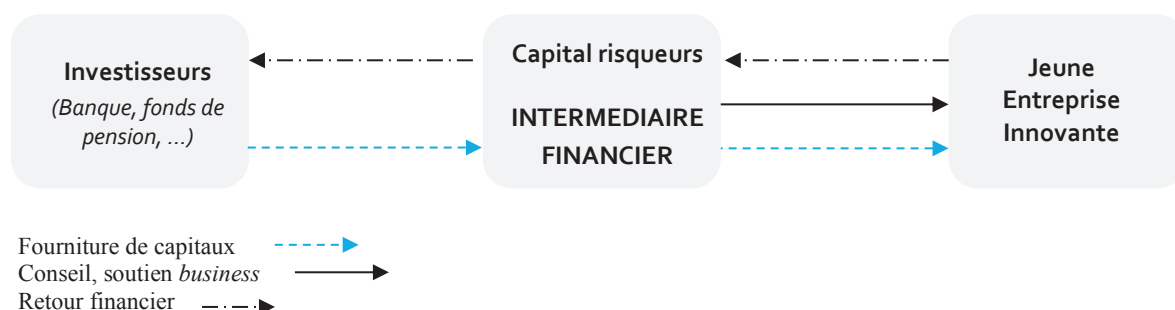 Investisseurs
(Banque, fonds de
pension, …)
Capital risqueurs
INTERMEDIAIRE
FINANCIER
Jeune
Entreprise
Innovante
Fourniture de capitaux
Conseil, soutien business
Retour financier